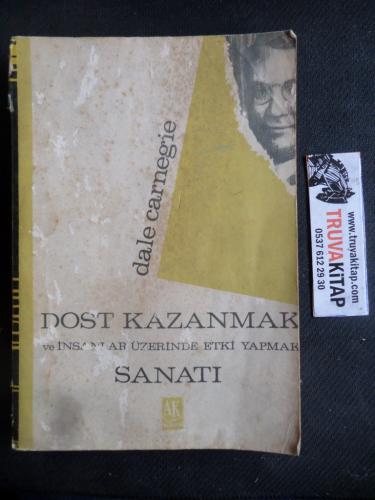 dale carnegie
DOST KAZANMAK
ve İNSANLAR ÜZERİNDE ETKİ YAPMAK
SANATI
AK
TRUVAKİTAP
www.truvakitap.com
0537 612 29 30